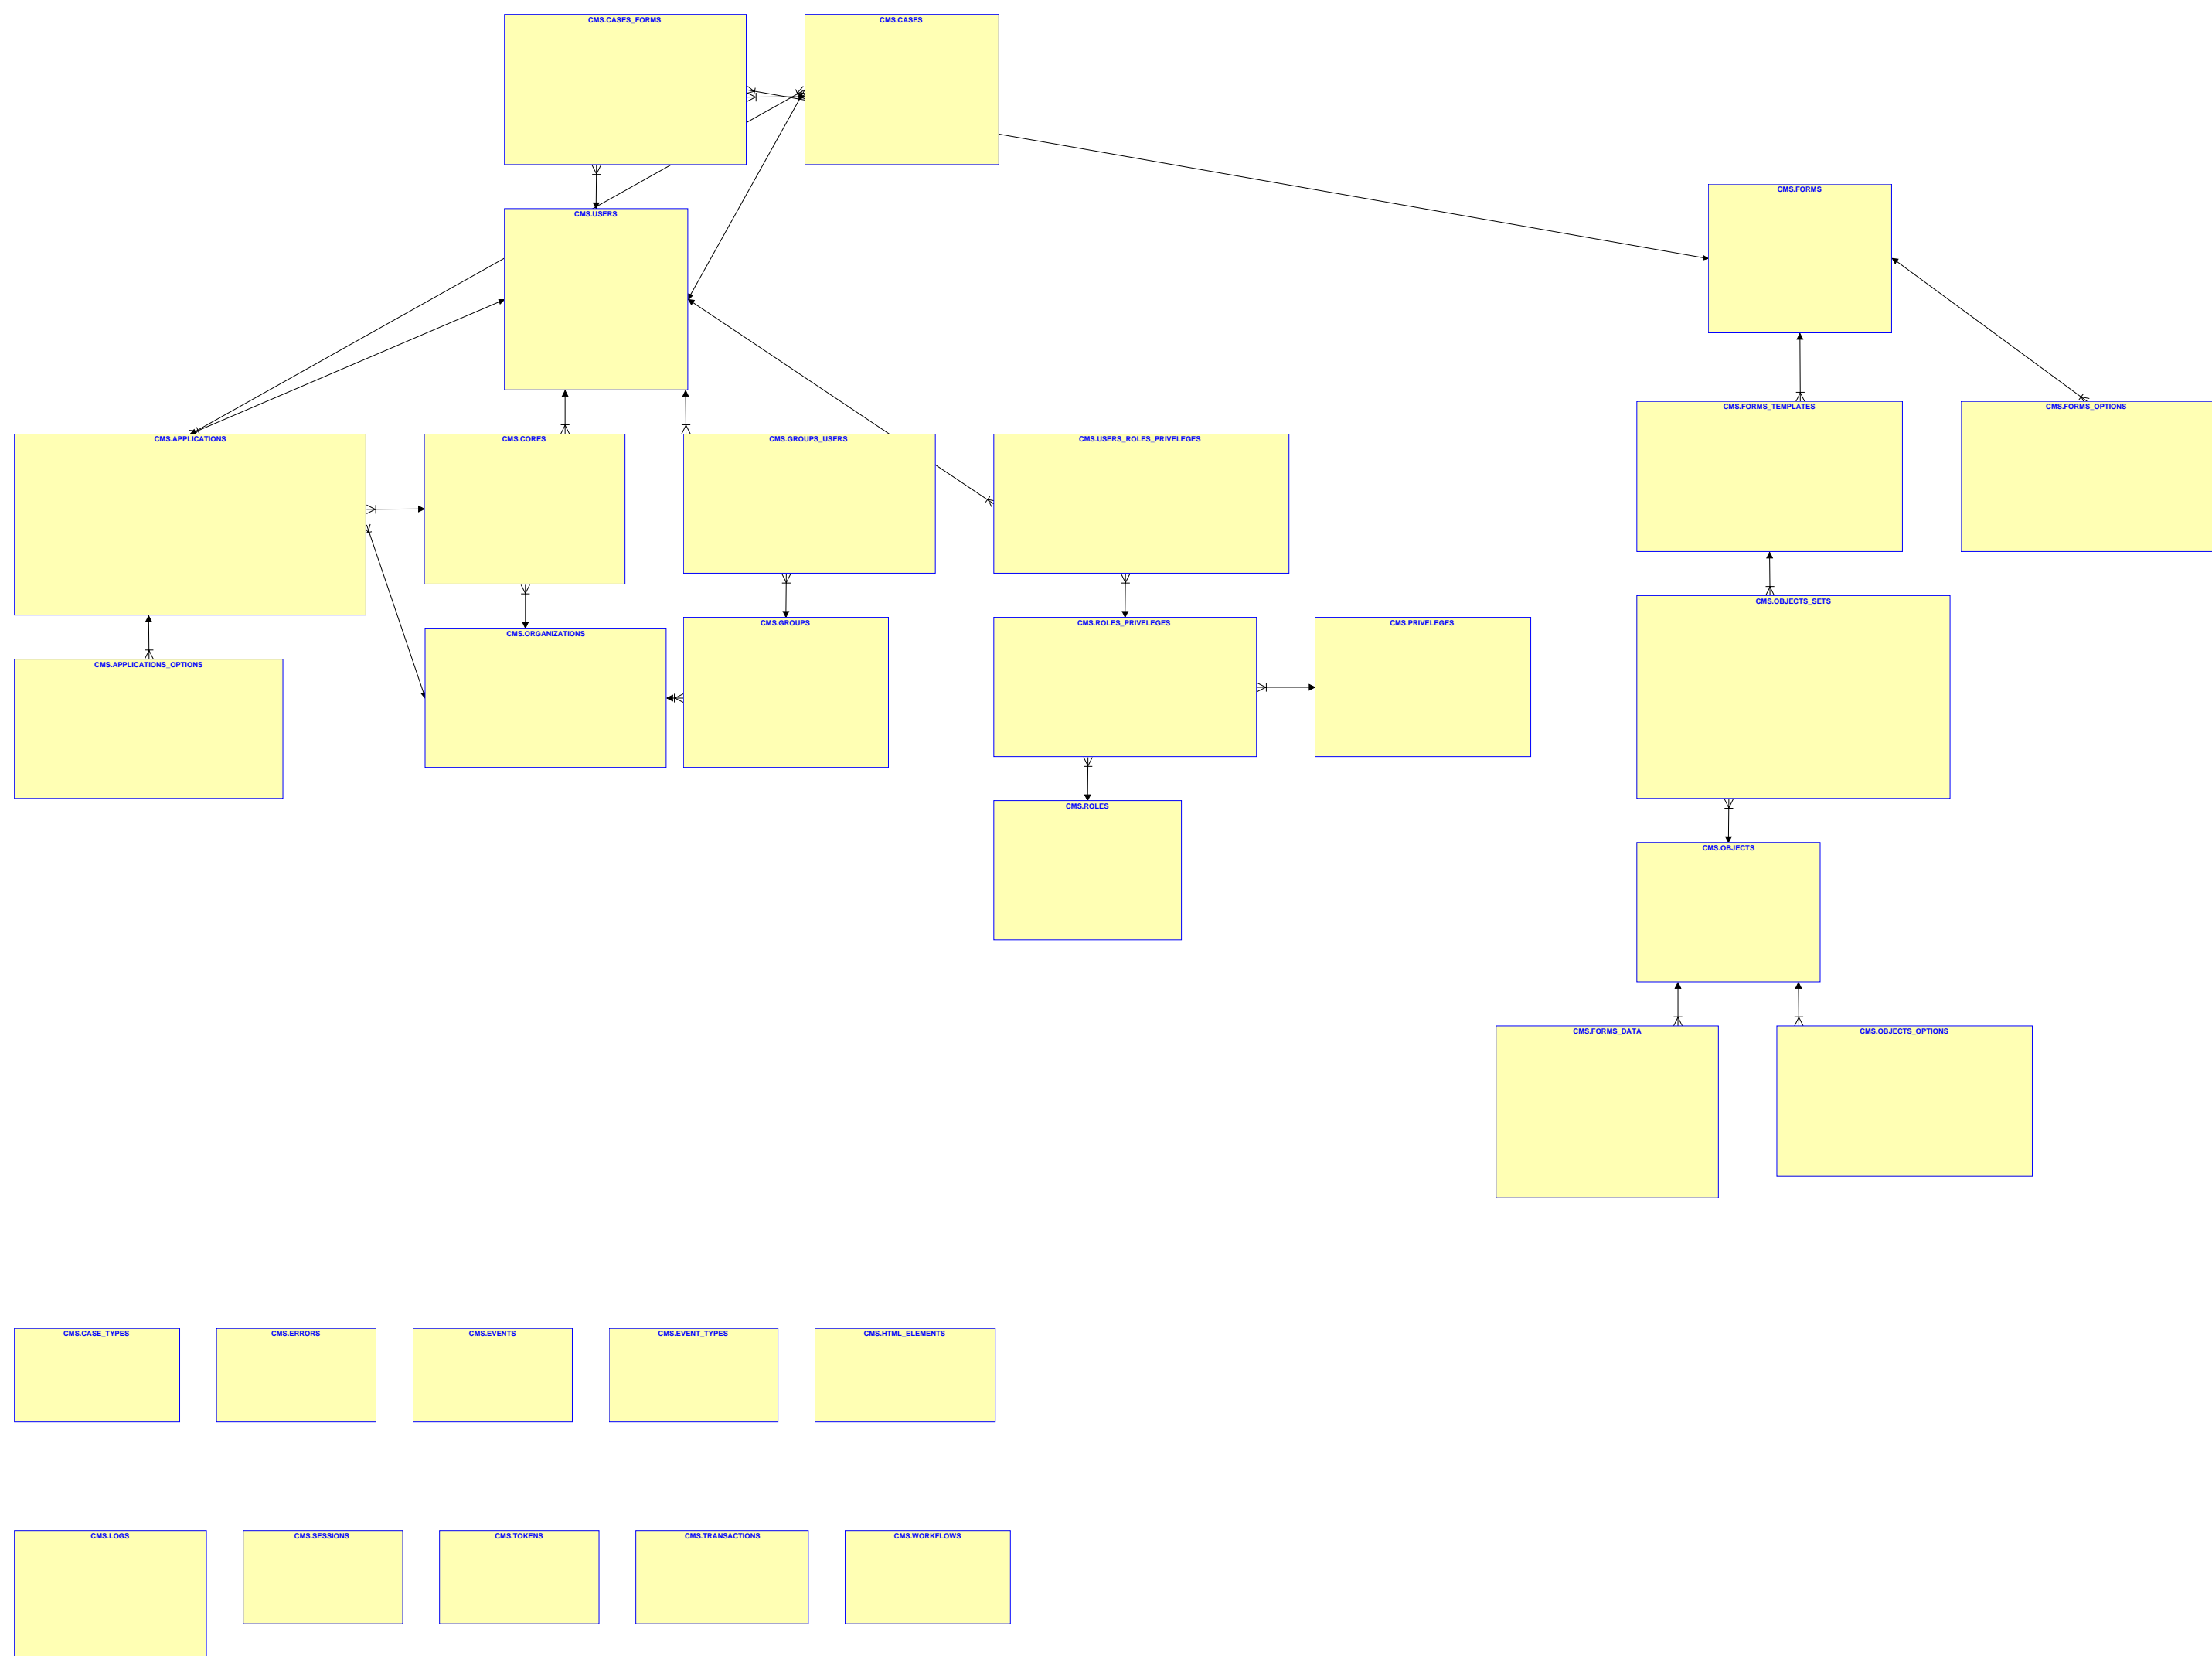 CMS.CASES_FORMS
CMS.CASES
CMS.FORMS
CMS.USERS
CMS.FORMS_TEMPLATES
CMS.FORMS_OPTIONS
CMS.APPLICATIONS
CMS.CORES
CMS.GROUPS_USERS
CMS.USERS_ROLES_PRIVELEGES
CMS.OBJECTS_SETS
CMS.GROUPS
CMS.ROLES_PRIVELEGES
CMS.PRIVELEGES
CMS.ORGANIZATIONS
CMS.APPLICATIONS_OPTIONS
CMS.ROLES
CMS.OBJECTS
CMS.FORMS_DATA
CMS.OBJECTS_OPTIONS
CMS.CASE_TYPES
CMS.ERRORS
CMS.EVENTS
CMS.EVENT_TYPES
CMS.HTML_ELEMENTS
CMS.LOGS
CMS.SESSIONS
CMS.TOKENS
CMS.TRANSACTIONS
CMS.WORKFLOWS